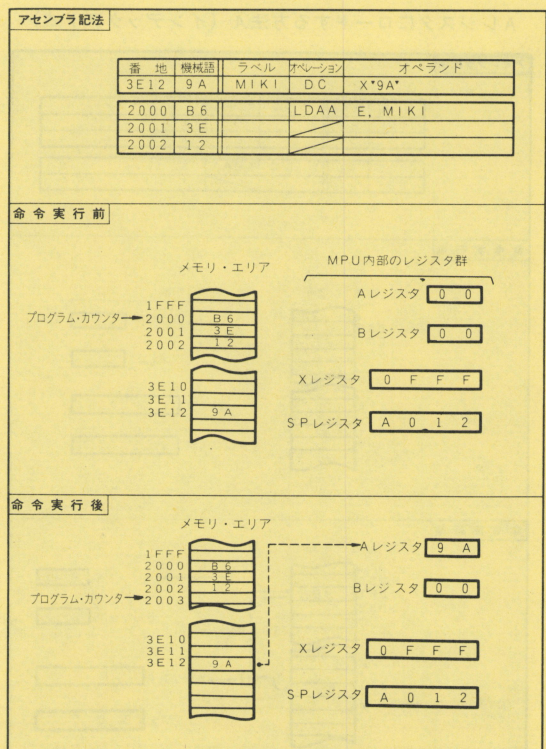 アセンブラ記法
番 地 機械語 ラベル オペレーション オペランド
3E12 9A MIKI DC X"9A"
2000 B6 LDAA E, MIKI
2001 3E
2002 12
命令実行前
メモリ・エリア
MPU内部のレジスタ群
1FFF
プログラム・カウンタ 2000 B6
2001 3E
2002 12
3E10
3E11
3E12 9A
Aレジスタ 0 0
Bレジスタ 0 0
Xレジスタ 0 F F F
SPレジスタ A 0 1 2
命令実行後
メモリ・エリア
1FFF
2000 B6
2001 3E
2002 12
プログラム・カウンタ 2003
3E10
3E11
3E12 9A
Aレジスタ 9 A
Bレジスタ 0 0
Xレジスタ 0 F F F
SPレジスタ A 0 1 2